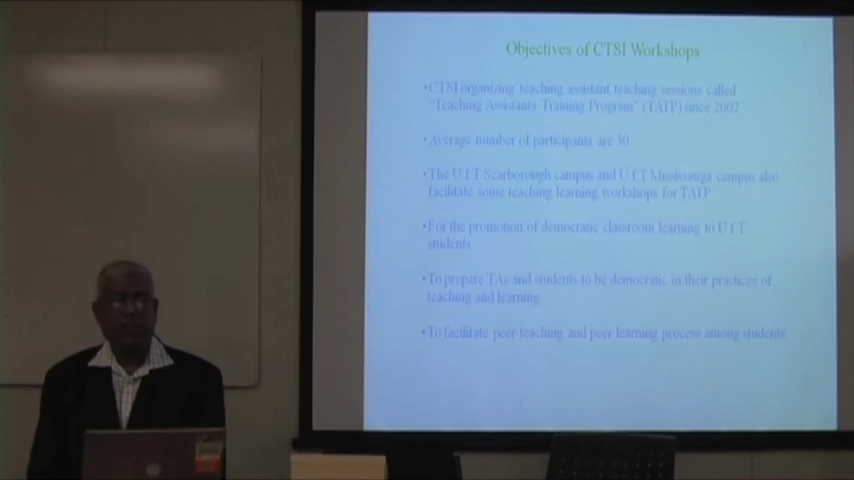 Objectives of CTSI Workshops
•CTSI organizing teaching assistant teaching sessions called
"Teaching Assistants Training Program" (TATP) since 2002
•Average number of participants are 30
•The U f T Scarborough campus and U f T Mississauga campus also
facilitate some teaching learning workshops for TATP
•For the promotion of democratic classroom learning to U f T
students
•To prepare TAs and students to be democratic in their practices of
teaching and learning.
•To facilitate peer teaching and peer learning process among students.